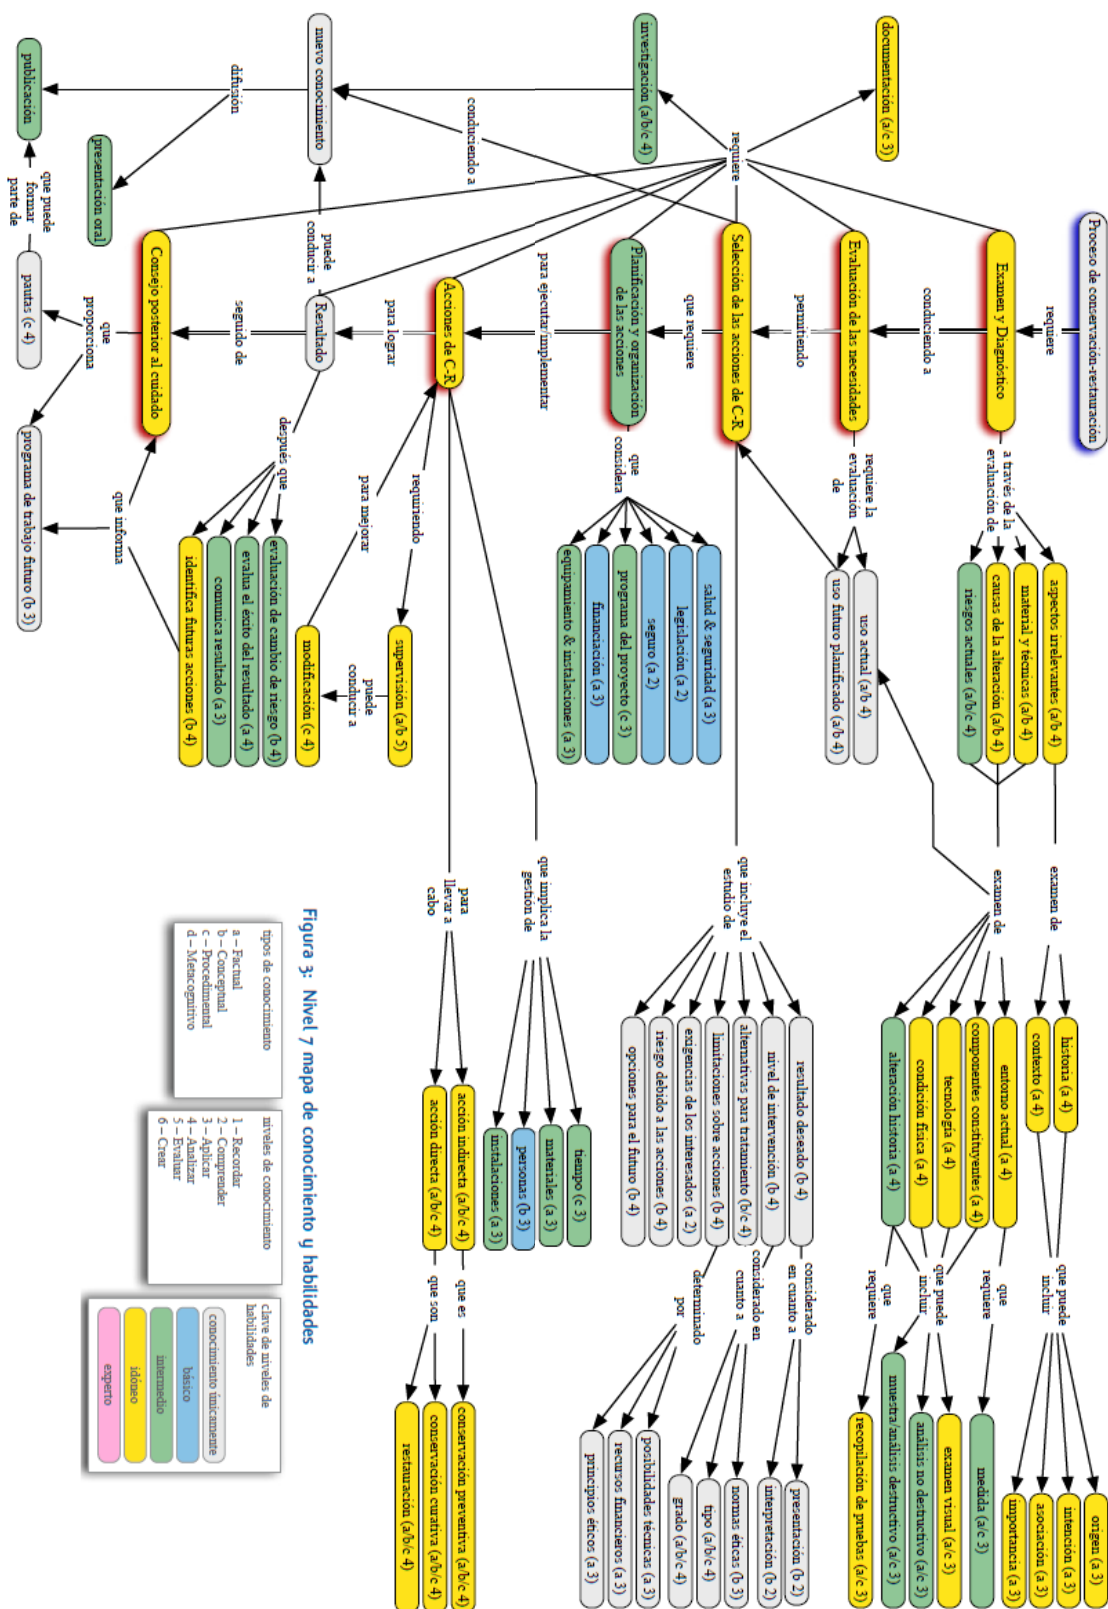 Proceso de conservación-restauración
requiere
Examen y Diagnóstico
conduciendo a
Evaluación de las necesidades
permitiendo
Selección de las acciones de C-R
que requiere
Planificación y organización
de las acciones
para ejecutar/implementar
Acciones de C-R
para lograr
Resultado
seguido de
Consejo posterior al cuidado
que
proporciona
pautas (c 4)
programa de trabajo futuro (b 3)
que puede
formar
parte de
publicación
presentación oral
difusión
nuevo conocimiento
puede
conducir a
conduciendo a
investigación (a/b/c 4)
documentación (a/c 3)
requiere
a través de la
evaluación de
aspectos irrelevantes (a/b 4)
material y técnicas (a/b 4)
causas de la alteración (a/b 4)
riesgos actuales (a/b/c 4)
requiere la
evaluación
de
uso actual (a/b 4)
uso futuro planificado (a/b 4)
que
considera
salud & seguridad (a 3)
legislación (a 2)
seguro (a 2)
programa del proyecto (c 3)
financiación (a 3)
equipamiento & instalaciones (a 3)
requiriendo
supervisión (a/b 5)
puede
conducir a
modificación (c 4)
para mejorar
después que
evaluación de cambio de riesgo (b 4)
evalua el éxito del resultado (a 4)
comunica resultado (a 3)
identifica futuras acciones (b 4)
que informa
examen de
historia (a 4)
contexto (a 4)
que puede
incluir
origen (a 3)
intención (a 3)
asociación (a 3)
importancia (a 3)
examen de
entorno actual (a 4)
componentes constituyentes (a 4)
tecnología (a 4)
condición física (a 4)
alteración historia (a 4)
que
requiere
medida (a/c 3)
que puede
incluir
examen visual (a/c 3)
análisis no destructivo (a/c 3)
muestra/análisis destructivo (a/c 3)
que
requiere
recopilación de pruebas (a/c 3)
que incluye el
estudio de
resultado deseado (b 4)
nivel de intervención (b 4)
alternativas para tratamiento (b/c 4)
limitaciones sobre acciones (b 4)
exigencias de los interesados (a 2)
riesgo debido a las acciones (b 4)
opciones para el futuro (b 4)
considerado
en cuanto a
presentación (b 2)
interpretación (b 2)
considerado en
cuanto a
normas éticas (b 3)
tipo (a/b/c 4)
grado (a/b/c 4)
determinado
por
posibilidades técnicas (a 3)
recursos financieros (a 3)
principios éticos (a 3)
que implica la
gestión de
tiempo (c 3)
materiales (a 3)
personas (b 3)
instalaciones (a 3)
para
llevar a
cabo
acción indirecta (a/b/c 4)
acción directa (a/b/c 4)
que es
conservación preventiva (a/b/c 4)
que son
conservación curativa (a/b/c 4)
restauración (a/b/c 4)
Figura 3: Nivel 7 mapa de conocimiento y habilidades
tipos de conocimiento
a – Factual
b – Conceptual
c – Procedimental
d – Metacognitivo
niveles de conocimiento
1 – Recordar
2 – Comprender
3 – Aplicar
4 – Analizar
5 – Evaluar
6 – Crear
clave de niveles de
habilidades
conocimiento únicamente
básico
intermedio
idóneo
experto